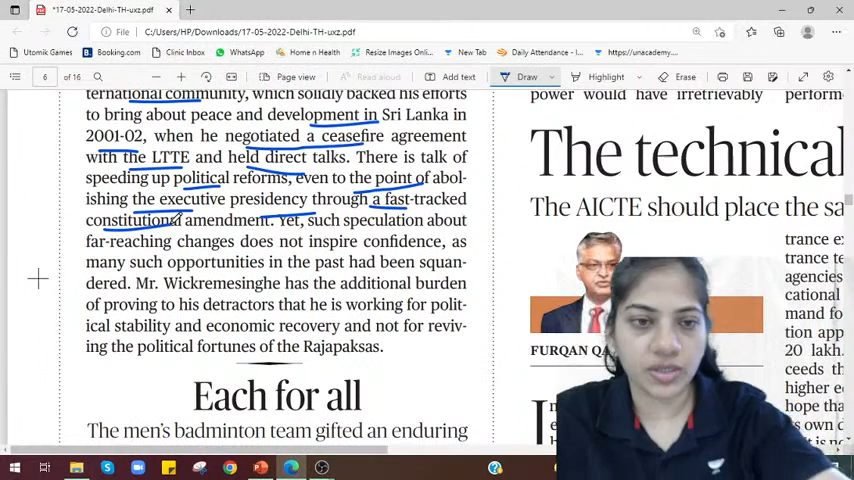 *17-05-2022-Delhi-TH-uxz.pdf
File
C:/Users/HP/Downloads/17-05-2022-Delhi-TH-uxz.pdf
Utomik Games
Booking.com
Clinic Inbox
WhatsApp
Home n Health
Resize Images Onli...
New Tab
Daily Attendance - I...
https://unacademy....
6
of 16
Page view
Read aloud
Add text
Draw
Highlight
Erase
ternational community, which solidly backed his efforts
to bring about peace and development in Sri Lanka in
2001-02, when he negotiated a ceasefire agreement
with the LTTE and held direct talks. There is talk of
speeding up political reforms, even to the point of abol-
ishing the executive presidency through a fast-tracked
constitutional amendment. Yet, such speculation about
far-reaching changes does not inspire confidence, as
many such opportunities in the past had been squan-
dered. Mr. Wickremesinghe has the additional burden
of proving to his detractors that he is working for polit-
ical stability and economic recovery and not for reviv-
ing the political fortunes of the Rajapaksas.
Each for all
The men's badminton team gifted an enduring
power would have irretrievably
perform
The technical
The AICTE should place the sa
FURQAN
trance ex
trance te
agencies
cational
mand fo
tion app
20 lakh.
ceeds th
higher e
hope tha